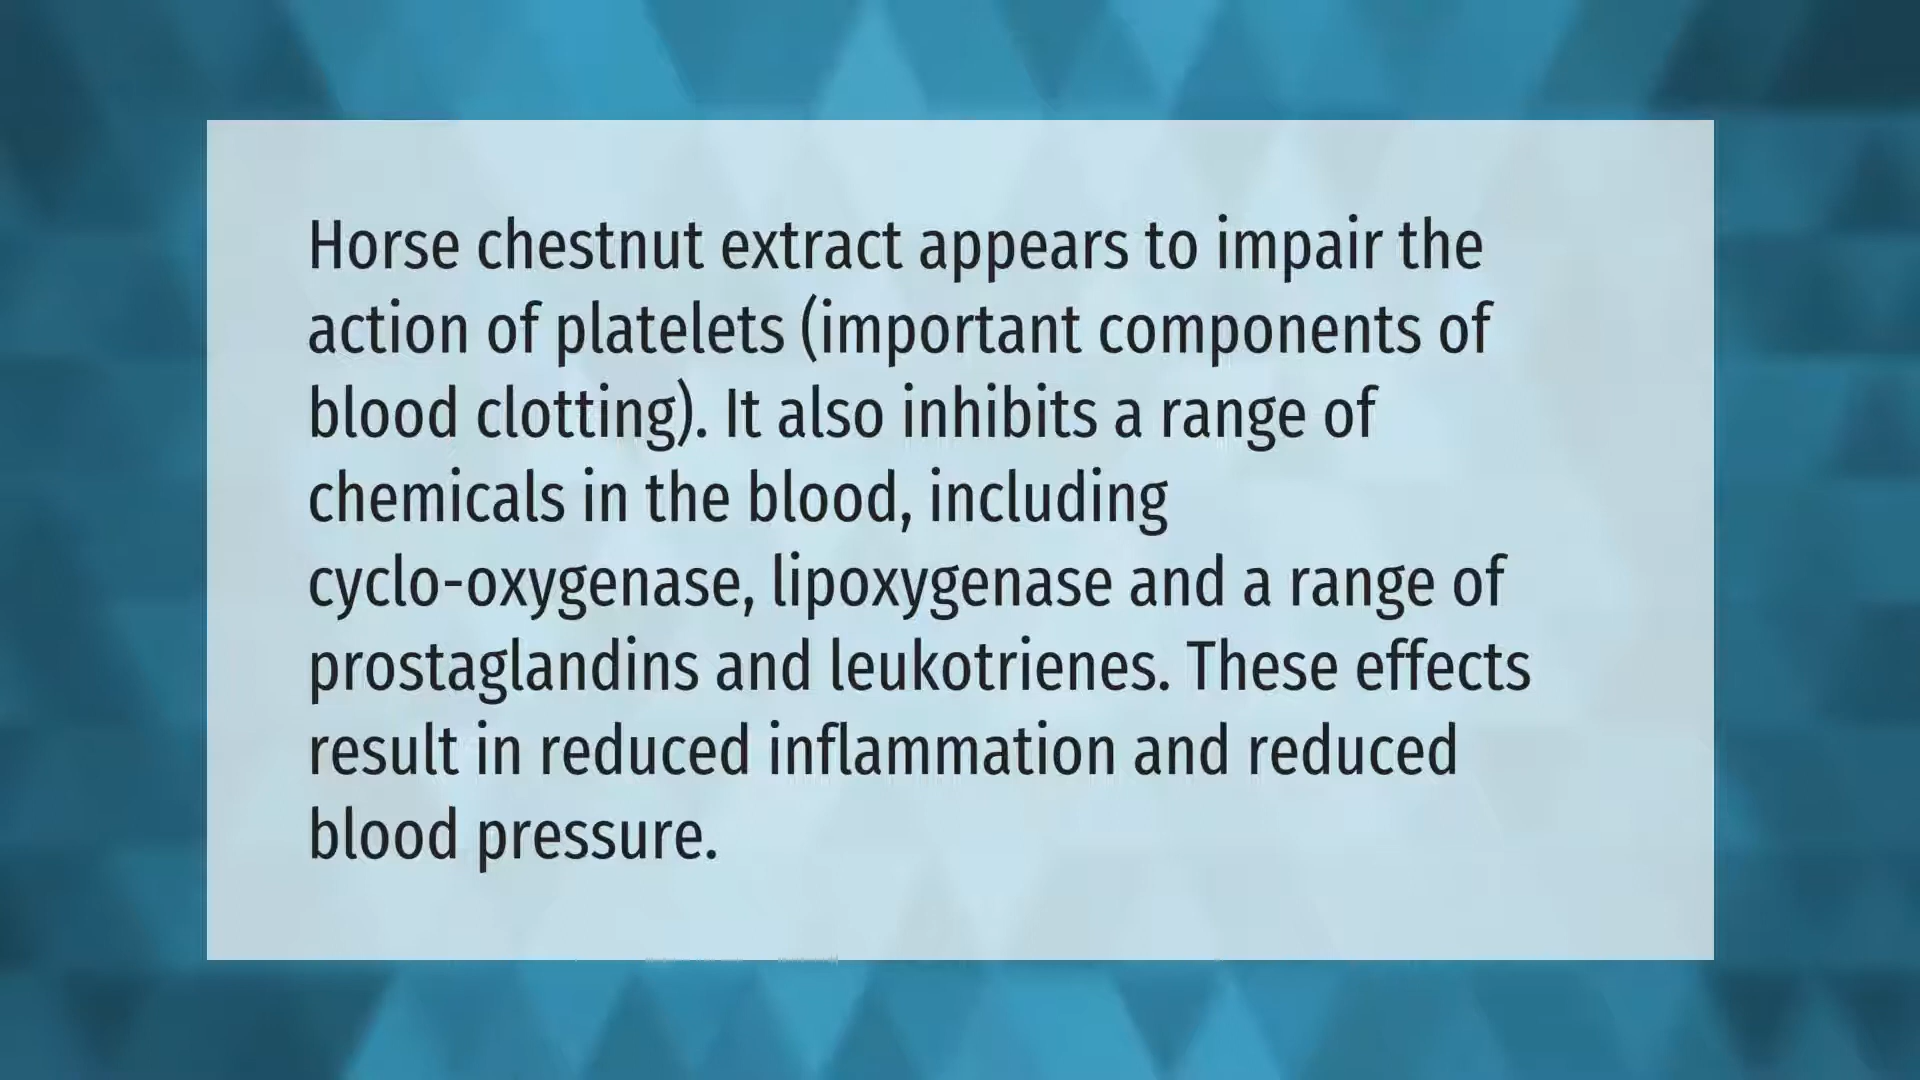 Horse chestnut extract appears to impair the
action of platelets (important components of
blood clotting). It also inhibits a range of
chemicals in the blood, including
cyclo-oxygenase, lipoxygenase and a range of
prostaglandins and leukotrienes. These effects
result in reduced inflammation and reduced
blood pressure.